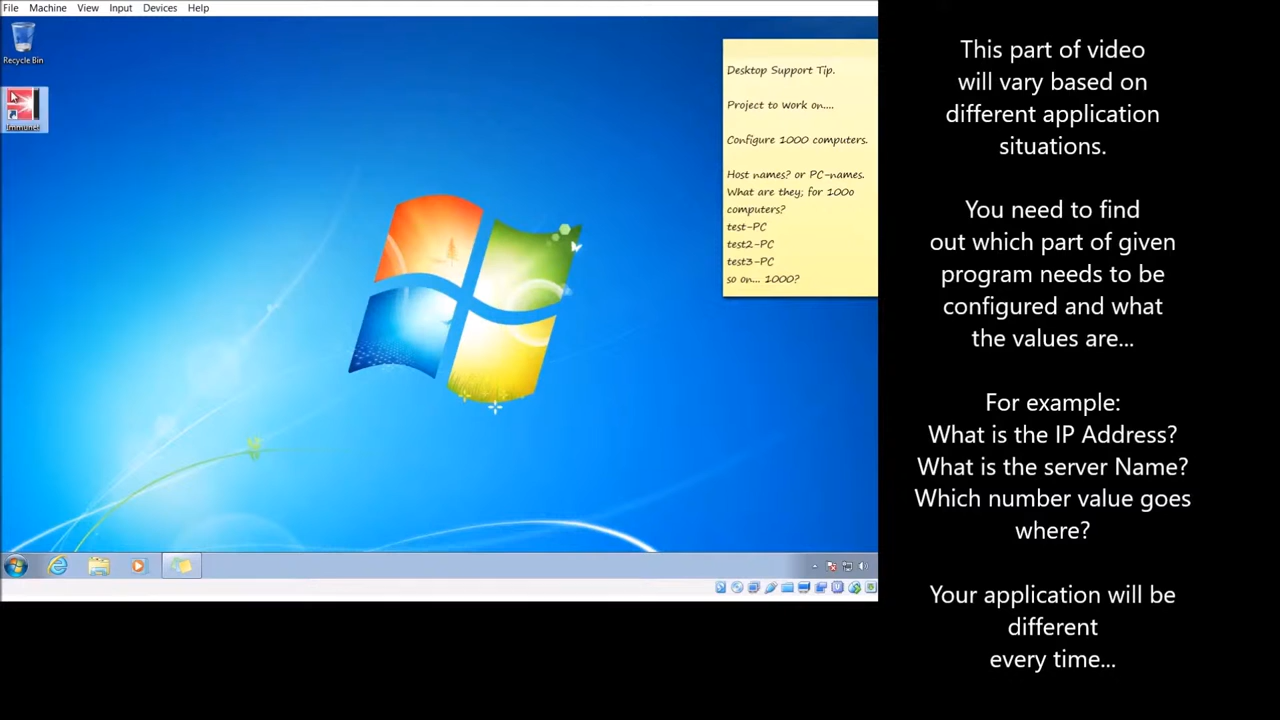 File Machine View Input Devices Help
Recycle Bin
Immunet
Desktop Support Tip.
Project to work on....
Configure 1000 computers.
Host names? or PC-names.
What are they; for 100o
computers?
test-PC
test2-PC
test3-PC
so on... 1000?
This part of video
will vary based on
different application
situations.
You need to find
out which part of given
program needs to be
configured and what
the values are...
For example:
What is the IP Address?
What is the server Name?
Which number value goes
where?
Your application will be
different
every time...